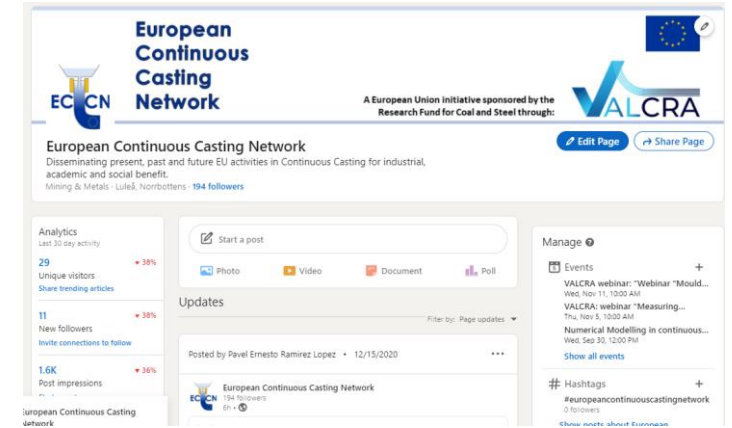 European
Continuous
Casting
Network
ECCN
A European Union initiative sponsored by the
Research Fund for Coal and Steel through:
VALCRA
European Continuous Casting Network
Disseminating present, past and future EU activities in Continuous Casting for industrial,
academic and social benefit.
Mining & Metals · Luleå, Norrbottens · 194 followers
Edit Page
Share Page
Analytics
Last 30 day activity
29 ▾ 38%
Unique visitors
Share trending articles
11 ▾ 38%
New followers
Invite connections to follow
1.6K ▾ 36%
Post impressions
European Continuous Casting
Network
Start a post
Photo Video Document Poll
Updates
Filter by: Page updates
Posted by Pavel Ernesto Ramirez Lopez • 12/15/2020
ECCN
European Continuous Casting Network
194 followers
6h •
Manage
Events +
VALCRA webinar: "Webinar "Mould...
Wed, Nov 11, 10:00 AM
VALCRA: webinar "Measuring...
Thu, Nov 5, 10:00 AM
Numerical Modelling in continuous...
Wed, Sep 30, 12:00 PM
Show all events
# Hashtags +
#europeancontinuouscastingnetwork
0 followers
Show posts about European